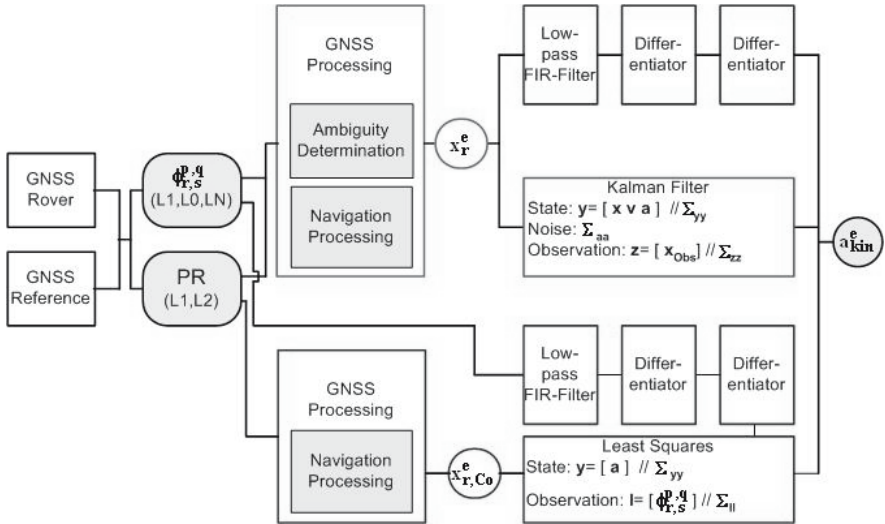 GNSS
Rover
GNSS
Reference
ϕ^{p,q}_{r,s}
(L1,L0,LN)
PR
(L1,L2)
GNSS
Processing
Ambiguity
Determination
Navigation
Processing
x^e_r
Low-
pass
FIR-Filter
Differ-
entiator
Differ-
entiator
Kalman Filter
State: y= [ x v a ] // Σ_yy
Noise: Σ_aa
Observation: z= [ x_Obs] // Σ_zz
a^e_kin
GNSS
Processing
Navigation
Processing
x^e_{r,Co}
Low-
pass
FIR-Filter
Differ-
entiator
Differ-
entiator
Least Squares
State: y= [ a ] // Σ_yy
Observation: l= [ϕ^{p,q}_{r,s}] // Σ_ll